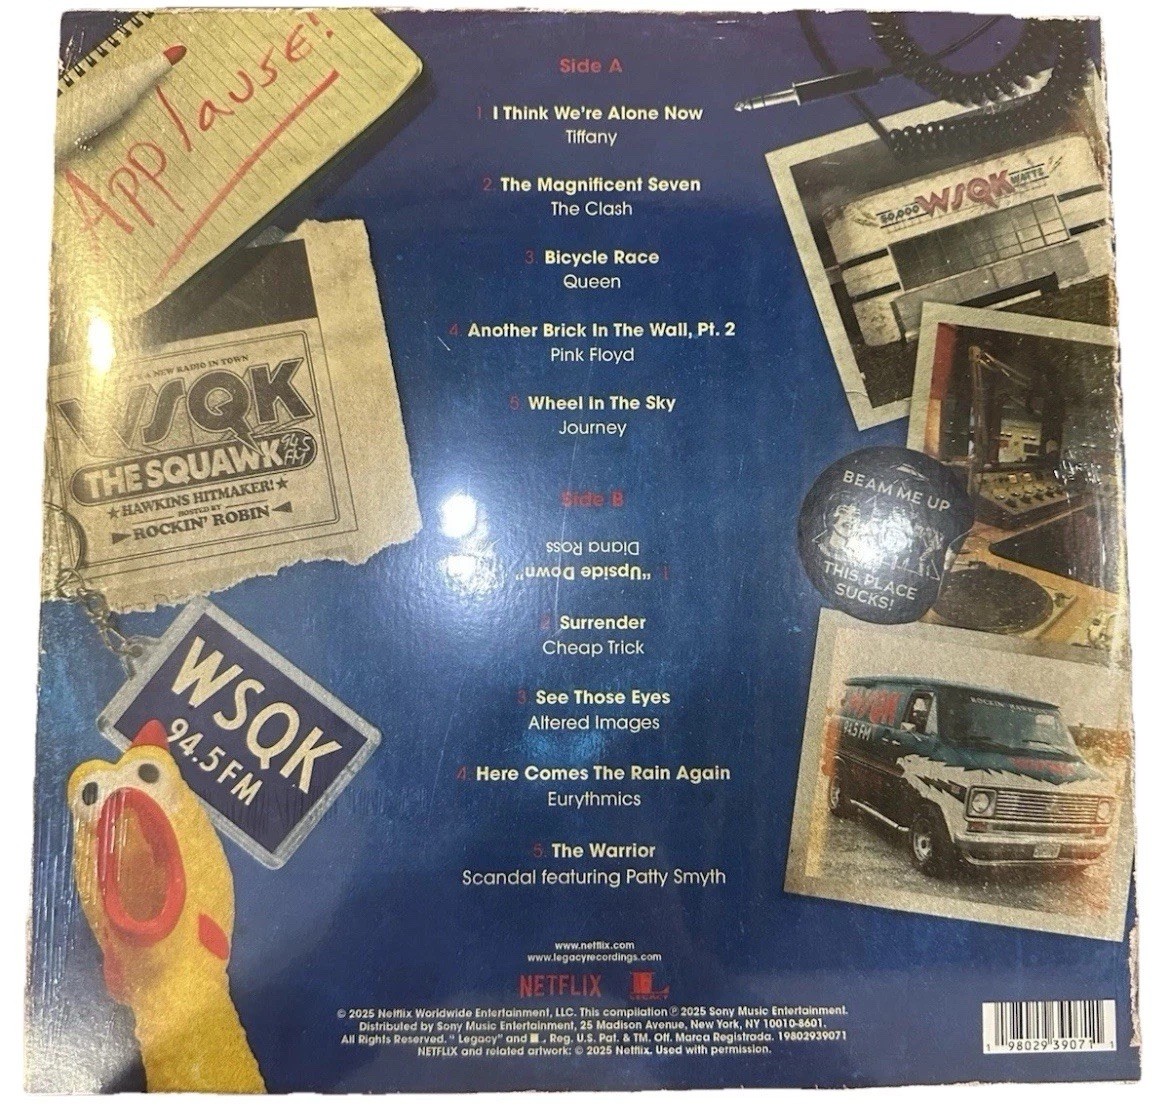 Applause!
A NEW RADIO IN TOWN
WSQK
THE SQUAWK 94.5 FM
★HAWKINS HITMAKER!★
HOSTED BY
ROCKIN' ROBIN
WSQK
94.5 FM
Side A
1. I Think We're Alone Now
Tiffany
2. The Magnificent Seven
The Clash
3. Bicycle Race
Queen
4. Another Brick In The Wall, Pt. 2
Pink Floyd
5. Wheel In The Sky
Journey
Side B
1. "Upside Down"
Diana Ross
2. Surrender
Cheap Trick
3. See Those Eyes
Altered Images
4. Here Comes The Rain Again
Eurythmics
5. The Warrior
Scandal featuring Patty Smyth
50,000 WSQK WATTS
BEAM ME UP
THIS PLACE
SUCKS!
94.5 FM
www.netflix.com
www.legacyrecordings.com
NETFLIX
LEGACY
© 2025 Netflix Worldwide Entertainment, LLC. This compilation ℗ 2025 Sony Music Entertainment.
Distributed by Sony Music Entertainment, 25 Madison Avenue, New York, NY 10010-8601.
All Rights Reserved. "Legacy" and L, Reg. U.S. Pat. & TM. Off. Marca Registrada. 19802939071
NETFLIX and related artwork: © 2025 Netflix. Used with permission.
1 98029 39071 1